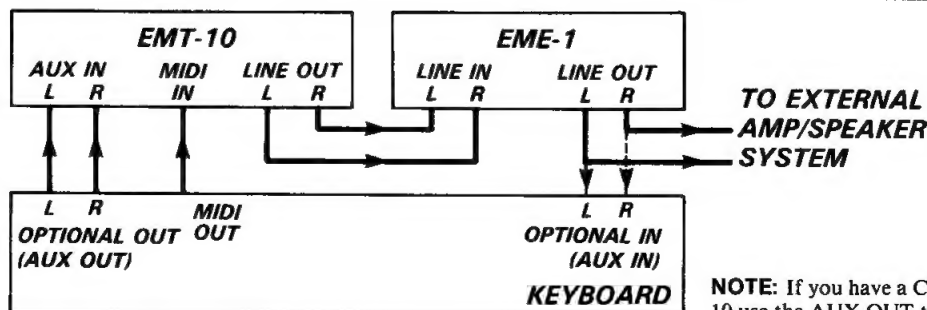 EMT-10
AUX IN
L R
MIDI
IN
LINE OUT
L R
EME-1
LINE IN
L R
LINE OUT
L R
TO EXTERNAL
AMP/SPEAKER
SYSTEM
L R
OPTIONAL OUT
(AUX OUT)
MIDI
OUT
L R
OPTIONAL IN
(AUX IN)
KEYBOARD
NOTE: If you have a C
10 use the AUX OUT